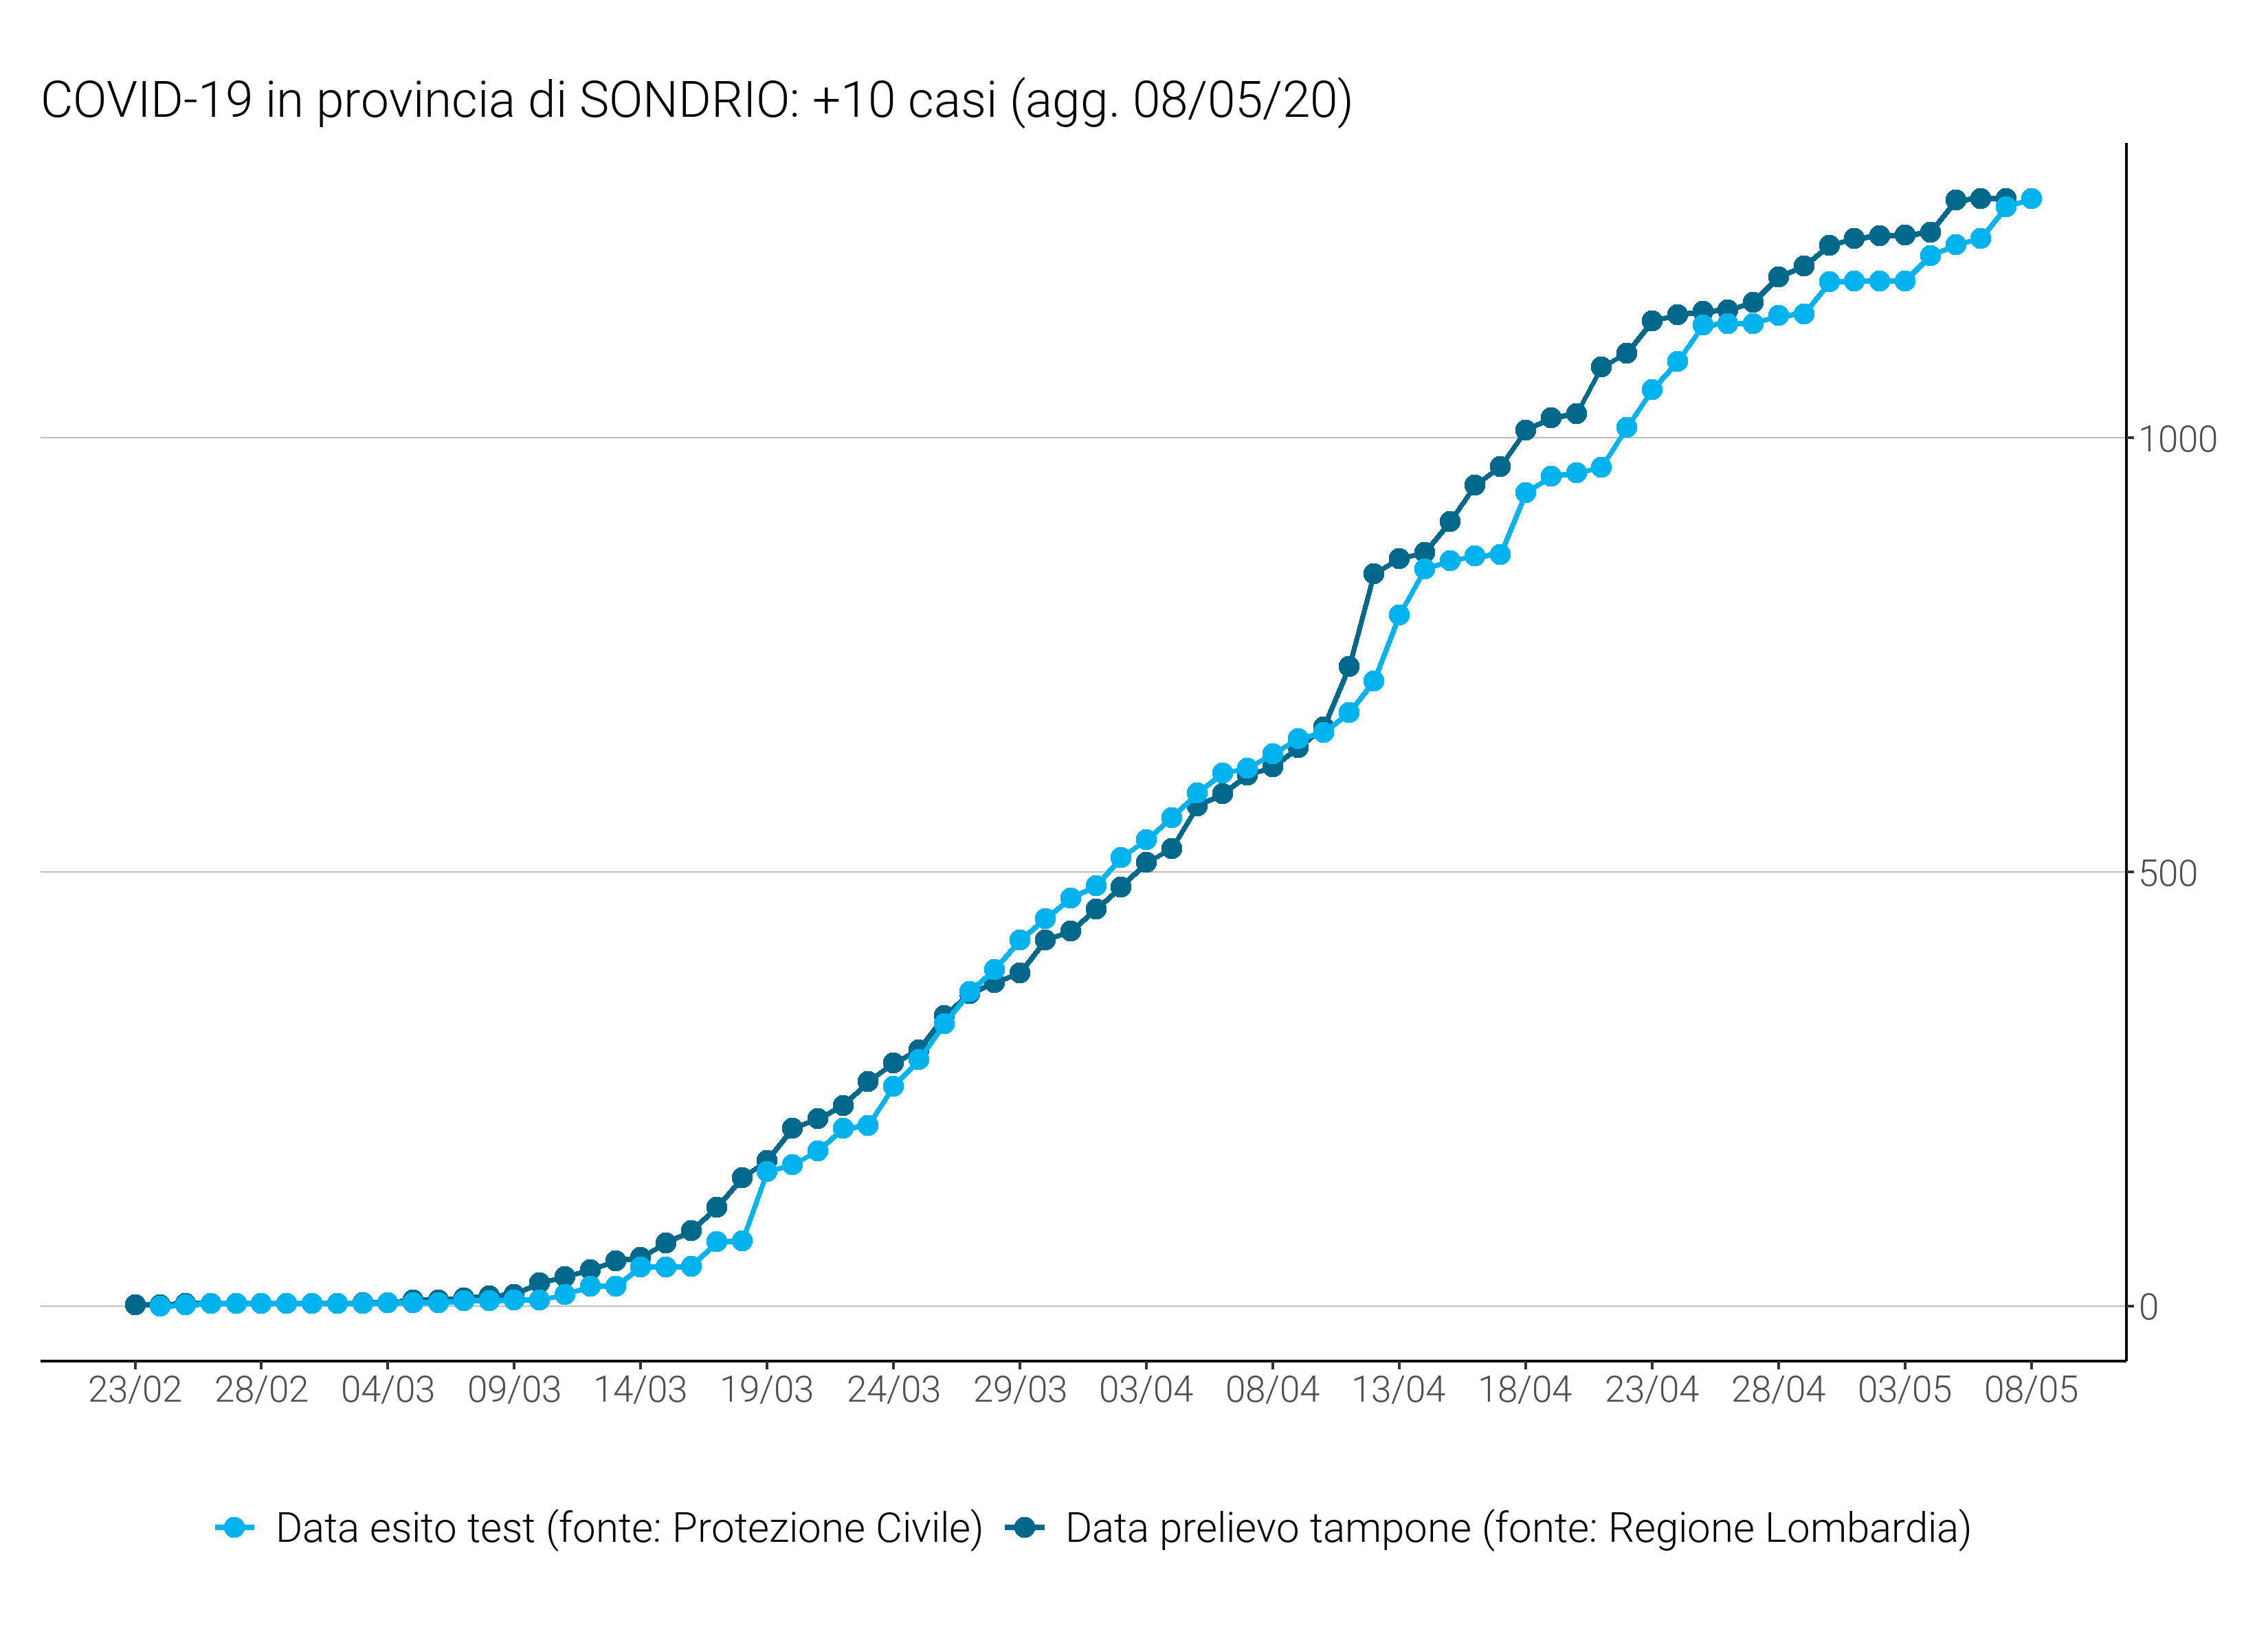 COVID-19 in provincia di SONDRIO: +10 casi (agg. 08/05/20)
1000
500
0
23/02 28/02 04/03 09/03 14/03 19/03 24/03 29/03 03/04 08/04 13/04 18/04 23/04 28/04 03/05 08/05
Data esito test (fonte: Protezione Civile) Data prelievo tampone (fonte: Regione Lombardia)